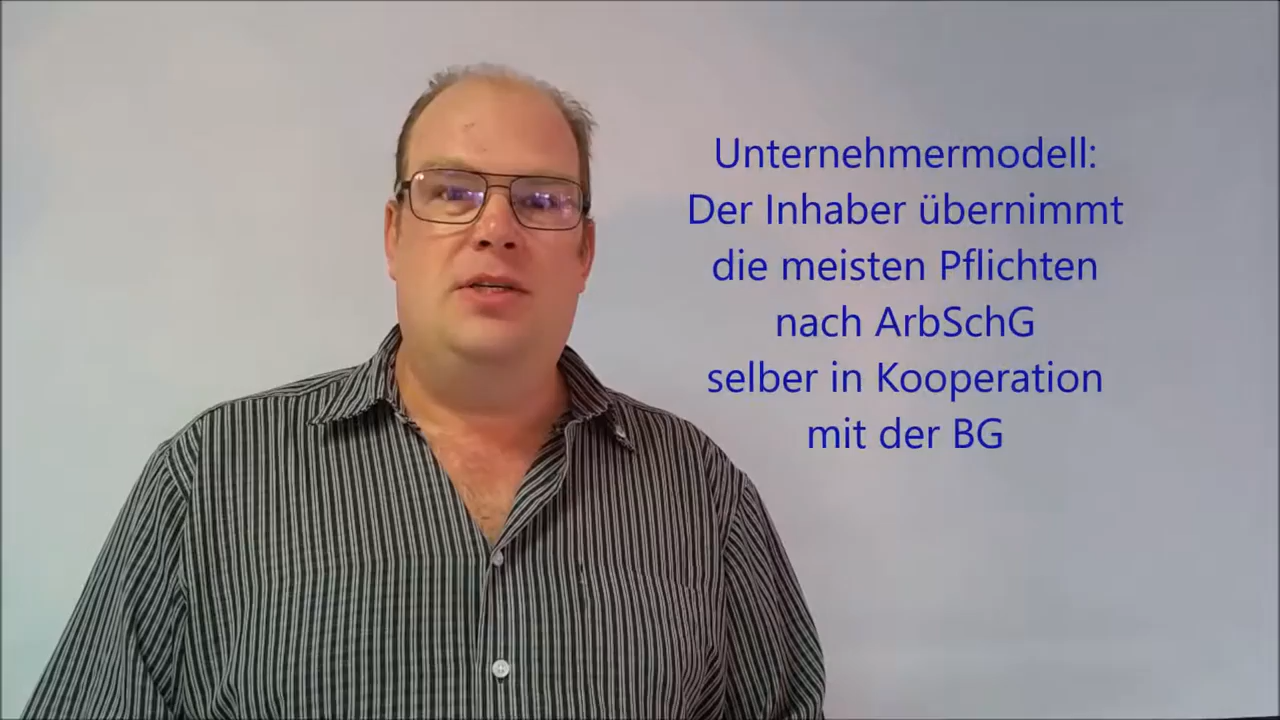 Unternehmermodell:
Der Inhaber übernimmt
die meisten Pflichten
nach ArbSchG
selber in Kooperation
mit der BG